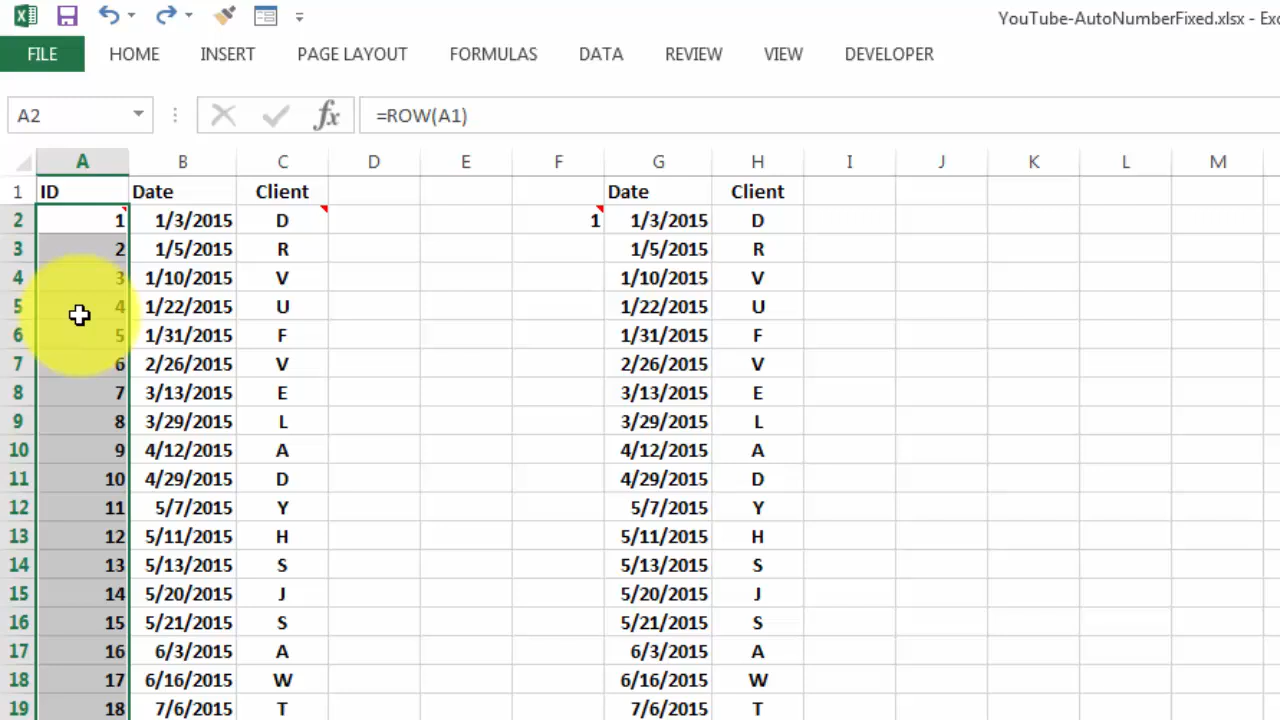 YouTube-AutoNumberFixed.xlsx - Exc
FILE HOME INSERT PAGE LAYOUT FORMULAS DATA REVIEW VIEW DEVELOPER
A2 fx =ROW(A1)
A B C D E F G H I J K L M
1 ID Date Client Date Client
2 1 1/3/2015 D 1 1/3/2015 D
3 2 1/5/2015 R 1/5/2015 R
4 3 1/10/2015 V 1/10/2015 V
5 4 1/22/2015 U 1/22/2015 U
6 5 1/31/2015 F 1/31/2015 F
7 6 2/26/2015 V 2/26/2015 V
8 7 3/13/2015 E 3/13/2015 E
9 8 3/29/2015 L 3/29/2015 L
10 9 4/12/2015 A 4/12/2015 A
11 10 4/29/2015 D 4/29/2015 D
12 11 5/7/2015 Y 5/7/2015 Y
13 12 5/11/2015 H 5/11/2015 H
14 13 5/13/2015 S 5/13/2015 S
15 14 5/20/2015 J 5/20/2015 J
16 15 5/21/2015 S 5/21/2015 S
17 16 6/3/2015 A 6/3/2015 A
18 17 6/16/2015 W 6/16/2015 W
19 18 7/6/2015 T 7/6/2015 T